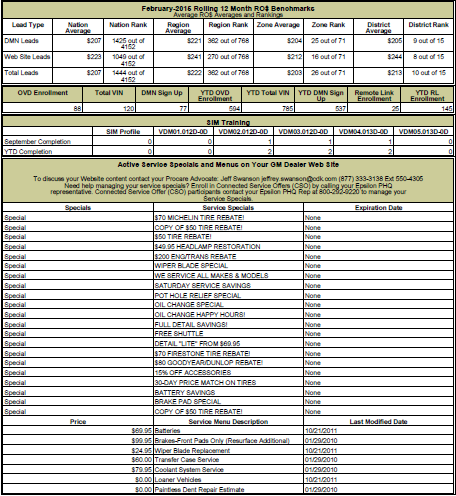 February-2015 Rolling 12 Month RO$ Benchmarks
Average RO$ Averages and Rankings
Lead Type Nation Average Nation Rank Region Average Region Rank Zone Average Zone Rank District Average District Rank
DMN Leads $207 1425 out of 4152 $221 362 out of 768 $204 25 out of 71 $205 9 out of 15
Web Site Leads $223 1049 out of 4152 $241 270 out of 768 $212 16 out of 71 $244 8 out of 15
Total Leads $207 1444 out of 4152 $222 362 out of 768 $203 26 out of 71 $213 10 out of 15
OVD Enrollment Total VIN DMN Sign Up YTD OVD Enrollment YTD Total VIN YTD DMN Sign Up Remote Link Enrollment YTD RL Enrollment
88 120 77 594 785 537 25 145
SIM Training
SIM Profile VDM01.012D-0D VDM02.012D-0D VDM03.012D-0D VDM04.013D-0D VDM05.013D-0D
September Completion 0 0 1 1 1 0
YTD Completion 0 0 2 2 2 0
Active Service Specials and Menus on Your GM Dealer Web Site
To discuss your Website content contact your Procare Advocate: Jeff Swanson jeffrey.swanson@cdk.com (877) 333-3138 Ext 550-4305
Need help managing your service specials? Enroll in Connected Service Offers (CSO) by calling your Epsilon PHQ
representative. Connected Service Offer (CSO) participants contact your Epsilon PHQ Rep at 800-292-9220 to manage your
Service Specials.
Specials Service Specials Expiration Date
Special $70 MICHELIN TIRE REBATE! None
Special COPY OF $50 TIRE REBATE! None
Special $50 TIRE REBATE! None
Special $49.95 HEADLAMP RESTORATION None
Special $200 ENG/TRANS REBATE None
Special WIPER BLADE SPECIAL None
Special WE SERVICE ALL MAKES & MODELS None
Special SATURDAY SERVICE SAVINGS None
Special POT HOLE RELIEF SPECIAL None
Special OIL CHANGE SPECIAL None
Special OIL CHANGE HAPPY HOURS! None
Special FULL DETAIL SAVINGS! None
Special FREE SHUTTLE None
Special DETAIL "LITE" FROM $69.95 None
Special $70 FIRESTONE TIRE REBATE! None
Special $80 GOODYEAR/DUNLOP REBATE! None
Special 15% OFF ACCESSORIES None
Special 30-DAY PRICE MATCH ON TIRES None
Special BATTERY SAVINGS None
Special BRAKE PAD SPECIAL None
Special COPY OF $50 TIRE REBATE! None
Price Service Menu Description Last Modified Date
$69.95 Batteries 10/21/2011
$99.95 Brakes-Front Pads Only (Resurface Additional) 01/29/2010
$24.95 Wiper Blade Replacement 10/21/2011
$60.00 Transfer Case Service 01/29/2010
$79.95 Coolant System Service 01/29/2010
$0.00 Loaner Vehicles 10/21/2011
$0.00 Paintless Dent Repair Estimate 01/29/2010